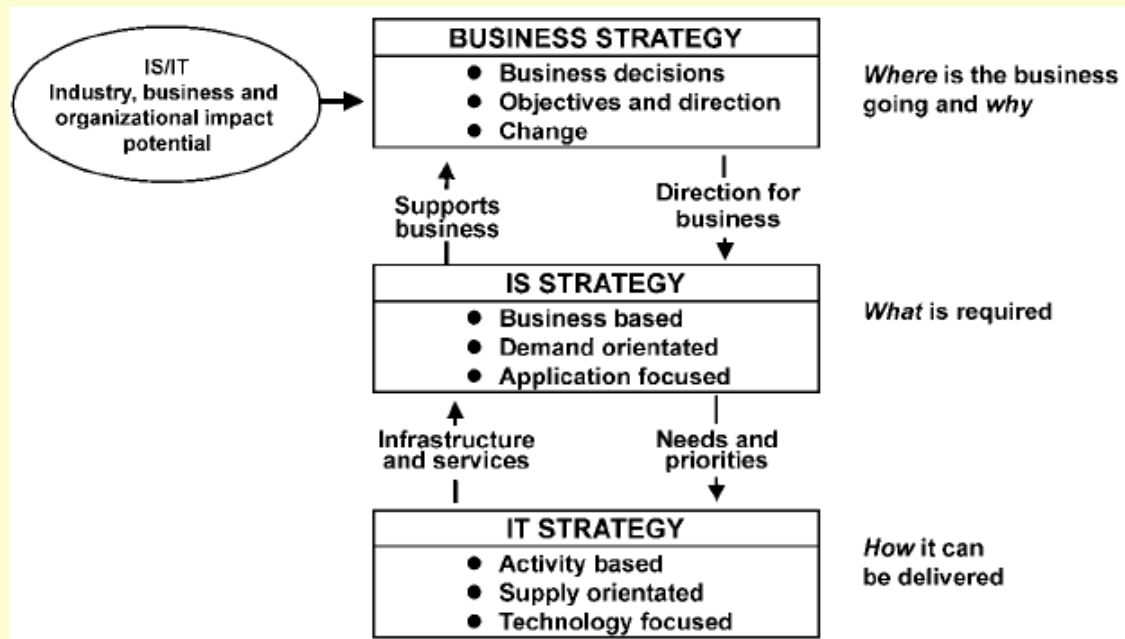 IS/IT
Industry, business and
organizational impact
potential
BUSINESS STRATEGY
● Business decisions
● Objectives and direction
● Change
Where is the business
going and why
Supports
business
Direction for
business
IS STRATEGY
● Business based
● Demand orientated
● Application focused
What is required
Infrastructure
and services
Needs and
priorities
IT STRATEGY
● Activity based
● Supply orientated
● Technology focused
How it can
be delivered